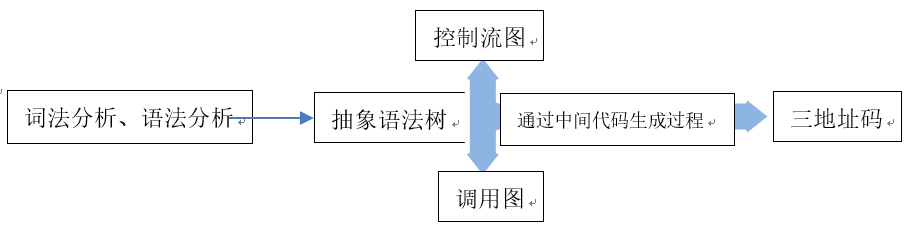 控制流图
词法分析、语法分析
抽象语法树
通过中间代码生成过程
三地址码
调用图